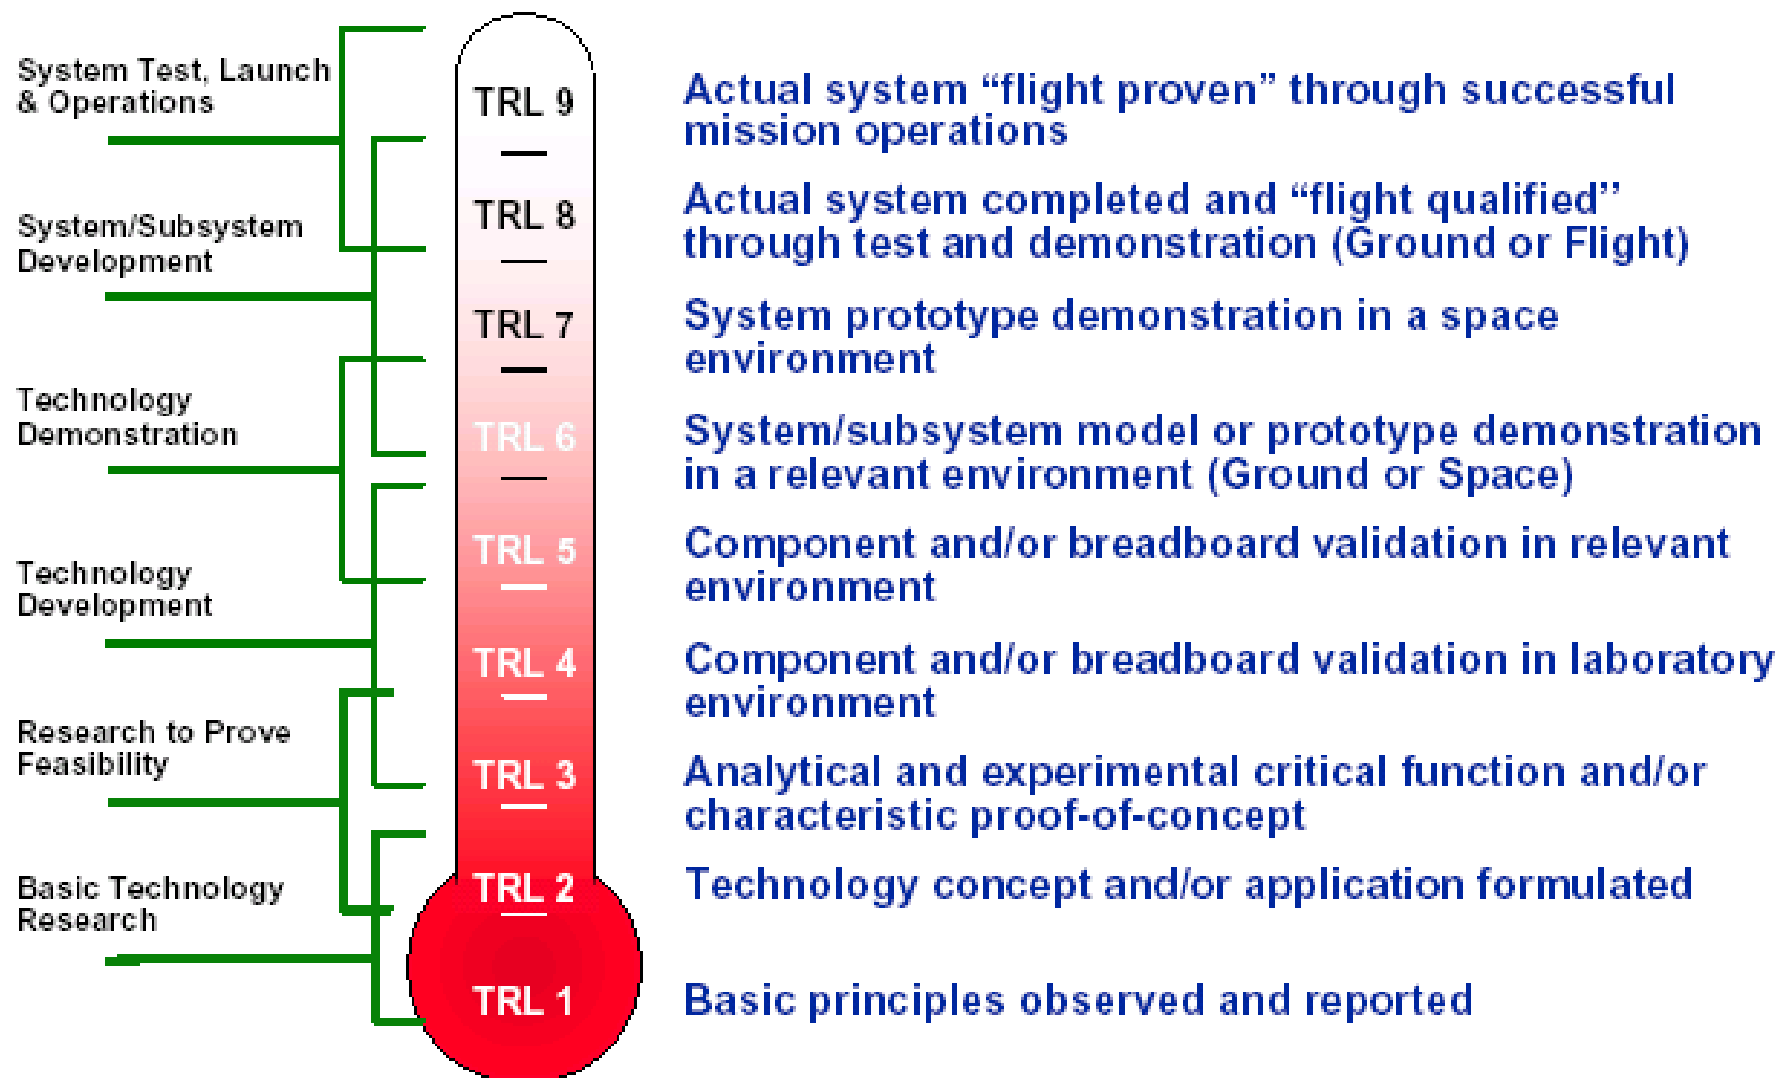 System Test, Launch
& Operations
System/Subsystem
Development
Technology
Demonstration
Technology
Development
Research to Prove
Feasibility
Basic Technology
Research
TRL 9
TRL 8
TRL 7
TRL 6
TRL 5
TRL 4
TRL 3
TRL 2
TRL 1
Actual system “flight proven” through successful
mission operations
Actual system completed and “flight qualified”
through test and demonstration (Ground or Flight)
System prototype demonstration in a space
environment
System/subsystem model or prototype demonstration
in a relevant environment (Ground or Space)
Component and/or breadboard validation in relevant
environment
Component and/or breadboard validation in laboratory
environment
Analytical and experimental critical function and/or
characteristic proof-of-concept
Technology concept and/or application formulated
Basic principles observed and reported